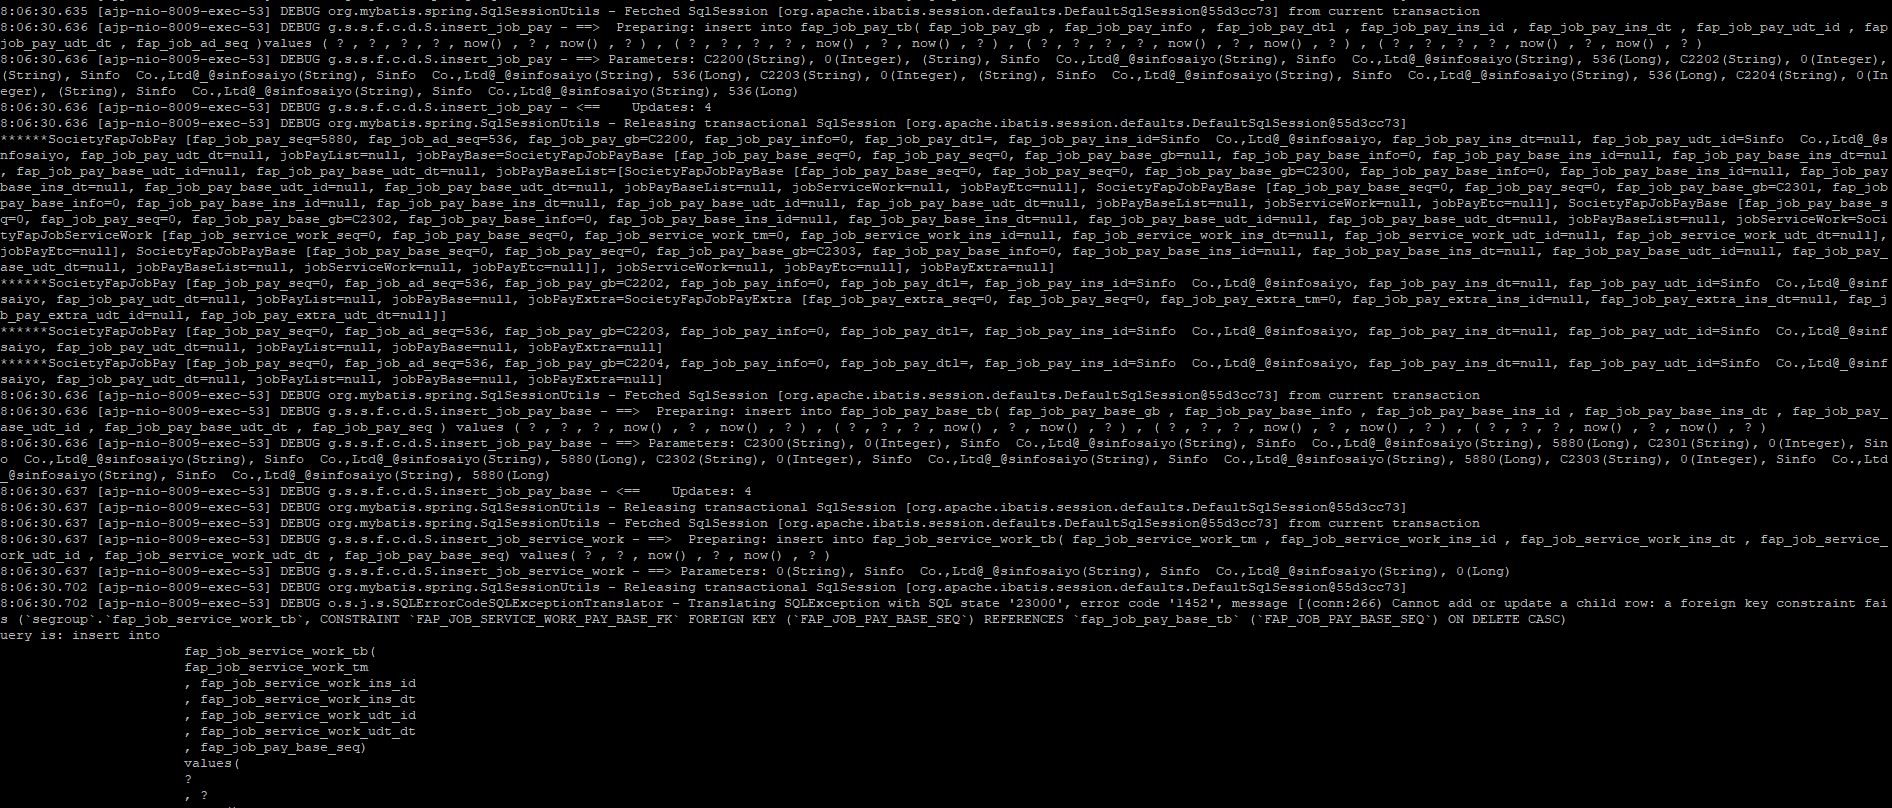 8:06:30.635 [ajp-nio-8009-exec-53] DEBUG org.mybatis.spring.SqlSessionUtils - Fetched SqlSession [org.apache.ibatis.session.defaults.DefaultSqlSession@55d3cc73] from current transaction
8:06:30.636 [ajp-nio-8009-exec-53] DEBUG g.s.s.f.c.d.S.insert_job_pay - ==>  Preparing: insert into fap_job_pay_tb( fap_job_pay_gb , fap_job_pay_info , fap_job_pay_dtl , fap_job_pay_ins_id , fap_job_pay_ins_dt , fap_job_pay_udt_id , fap
job_pay_udt_dt , fap_job_ad_seq )values ( ? , ? , ? , ? , now() , ? , now() , ? ) , ( ? , ? , ? , ? , now() , ? , now() , ? ) , ( ? , ? , ? , ? , now() , ? , now() , ? ) , ( ? , ? , ? , ? , now() , ? , now() , ? )
8:06:30.636 [ajp-nio-8009-exec-53] DEBUG g.s.s.f.c.d.S.insert_job_pay - ==> Parameters: C2200(String), 0(Integer), (String), Sinfo  Co.,Ltd@_@sinfosaiyo(String), Sinfo  Co.,Ltd@_@sinfosaiyo(String), 536(Long), C2202(String), 0(Integer),
(String), Sinfo  Co.,Ltd@_@sinfosaiyo(String), Sinfo  Co.,Ltd@_@sinfosaiyo(String), 536(Long), C2203(String), 0(Integer), (String), Sinfo  Co.,Ltd@_@sinfosaiyo(String), Sinfo  Co.,Ltd@_@sinfosaiyo(String), 536(Long), C2204(String), 0(In
eger), (String), Sinfo  Co.,Ltd@_@sinfosaiyo(String), Sinfo  Co.,Ltd@_@sinfosaiyo(String), 536(Long)
8:06:30.636 [ajp-nio-8009-exec-53] DEBUG g.s.s.f.c.d.S.insert_job_pay - <==    Updates: 4
8:06:30.636 [ajp-nio-8009-exec-53] DEBUG org.mybatis.spring.SqlSessionUtils - Releasing transactional SqlSession [org.apache.ibatis.session.defaults.DefaultSqlSession@55d3cc73]
******SocietyFapJobPay [fap_job_pay_seq=5880, fap_job_ad_seq=536, fap_job_pay_gb=C2200, fap_job_pay_info=0, fap_job_pay_dtl=, fap_job_pay_ins_id=Sinfo  Co.,Ltd@_@sinfosaiyo, fap_job_pay_ins_dt=null, fap_job_pay_udt_id=Sinfo  Co.,Ltd@_@s
nfosaiyo, fap_job_pay_udt_dt=null, jobPayList=null, jobPayBase=SocietyFapJobPayBase [fap_job_pay_base_seq=0, fap_job_pay_seq=0, fap_job_pay_base_gb=null, fap_job_pay_base_info=0, fap_job_pay_base_ins_id=null, fap_job_pay_base_ins_dt=nul
, fap_job_pay_base_udt_id=null, fap_job_pay_base_udt_dt=null, jobPayBaseList=[SocietyFapJobPayBase [fap_job_pay_base_seq=0, fap_job_pay_seq=0, fap_job_pay_base_gb=C2300, fap_job_pay_base_info=0, fap_job_pay_base_ins_id=null, fap_job_pay
base_ins_dt=null, fap_job_pay_base_udt_id=null, fap_job_pay_base_udt_dt=null, jobPayBaseList=null, jobServiceWork=null, jobPayEtc=null], SocietyFapJobPayBase [fap_job_pay_base_seq=0, fap_job_pay_seq=0, fap_job_pay_base_gb=C2301, fap_job
pay_base_info=0, fap_job_pay_base_ins_id=null, fap_job_pay_base_ins_dt=null, fap_job_pay_base_udt_id=null, fap_job_pay_base_udt_dt=null, jobPayBaseList=null, jobServiceWork=null, jobPayEtc=null], SocietyFapJobPayBase [fap_job_pay_base_s
q=0, fap_job_pay_seq=0, fap_job_pay_base_gb=C2302, fap_job_pay_base_info=0, fap_job_pay_base_ins_id=null, fap_job_pay_base_ins_dt=null, fap_job_pay_base_udt_id=null, fap_job_pay_base_udt_dt=null, jobPayBaseList=null, jobServiceWork=Soci
tyFapJobServiceWork [fap_job_service_work_seq=0, fap_job_pay_base_seq=0, fap_job_service_work_tm=0, fap_job_service_work_ins_id=null, fap_job_service_work_ins_dt=null, fap_job_service_work_udt_id=null, fap_job_service_work_udt_dt=null],
jobPayEtc=null], SocietyFapJobPayBase [fap_job_pay_base_seq=0, fap_job_pay_seq=0, fap_job_pay_base_gb=C2303, fap_job_pay_base_info=0, fap_job_pay_base_ins_id=null, fap_job_pay_base_ins_dt=null, fap_job_pay_base_udt_id=null, fap_job_pay_
ase_udt_dt=null, jobPayBaseList=null, jobServiceWork=null, jobPayEtc=null]], jobServiceWork=null, jobPayEtc=null], jobPayExtra=null]
******SocietyFapJobPay [fap_job_pay_seq=0, fap_job_ad_seq=536, fap_job_pay_gb=C2202, fap_job_pay_info=0, fap_job_pay_dtl=, fap_job_pay_ins_id=Sinfo  Co.,Ltd@_@sinfosaiyo, fap_job_pay_ins_dt=null, fap_job_pay_udt_id=Sinfo  Co.,Ltd@_@sinf
saiyo, fap_job_pay_udt_dt=null, jobPayList=null, jobPayBase=null, jobPayExtra=SocietyFapJobPayExtra [fap_job_pay_extra_seq=0, fap_job_pay_seq=0, fap_job_pay_extra_tm=0, fap_job_pay_extra_ins_id=null, fap_job_pay_extra_ins_dt=null, fap_j
b_pay_extra_udt_id=null, fap_job_pay_extra_udt_dt=null]]
******SocietyFapJobPay [fap_job_pay_seq=0, fap_job_ad_seq=536, fap_job_pay_gb=C2203, fap_job_pay_info=0, fap_job_pay_dtl=, fap_job_pay_ins_id=Sinfo  Co.,Ltd@_@sinfosaiyo, fap_job_pay_ins_dt=null, fap_job_pay_udt_id=Sinfo  Co.,Ltd@_@sinf
saiyo, fap_job_pay_udt_dt=null, jobPayList=null, jobPayBase=null, jobPayExtra=null]
******SocietyFapJobPay [fap_job_pay_seq=0, fap_job_ad_seq=536, fap_job_pay_gb=C2204, fap_job_pay_info=0, fap_job_pay_dtl=, fap_job_pay_ins_id=Sinfo  Co.,Ltd@_@sinfosaiyo, fap_job_pay_ins_dt=null, fap_job_pay_udt_id=Sinfo  Co.,Ltd@_@sinf
saiyo, fap_job_pay_udt_dt=null, jobPayList=null, jobPayBase=null, jobPayExtra=null]
8:06:30.636 [ajp-nio-8009-exec-53] DEBUG org.mybatis.spring.SqlSessionUtils - Fetched SqlSession [org.apache.ibatis.session.defaults.DefaultSqlSession@55d3cc73] from current transaction
8:06:30.636 [ajp-nio-8009-exec-53] DEBUG g.s.s.f.c.d.S.insert_job_pay_base - ==>  Preparing: insert into fap_job_pay_base_tb( fap_job_pay_base_gb , fap_job_pay_base_info , fap_job_pay_base_ins_id , fap_job_pay_base_ins_dt , fap_job_pay_
ase_udt_id , fap_job_pay_base_udt_dt , fap_job_pay_seq ) values ( ? , ? , ? , now() , ? , now() , ? ) , ( ? , ? , ? , now() , ? , now() , ? ) , ( ? , ? , ? , now() , ? , now() , ? ) , ( ? , ? , ? , now() , ? , now() , ? )
8:06:30.636 [ajp-nio-8009-exec-53] DEBUG g.s.s.f.c.d.S.insert_job_pay_base - ==> Parameters: C2300(String), 0(Integer), Sinfo  Co.,Ltd@_@sinfosaiyo(String), Sinfo  Co.,Ltd@_@sinfosaiyo(String), 5880(Long), C2301(String), 0(Integer), Sin
o  Co.,Ltd@_@sinfosaiyo(String), Sinfo  Co.,Ltd@_@sinfosaiyo(String), 5880(Long), C2302(String), 0(Integer), Sinfo  Co.,Ltd@_@sinfosaiyo(String), Sinfo  Co.,Ltd@_@sinfosaiyo(String), 5880(Long), C2303(String), 0(Integer), Sinfo  Co.,Ltd
_@sinfosaiyo(String), Sinfo  Co.,Ltd@_@sinfosaiyo(String), 5880(Long)
8:06:30.637 [ajp-nio-8009-exec-53] DEBUG g.s.s.f.c.d.S.insert_job_pay_base - <==    Updates: 4
8:06:30.637 [ajp-nio-8009-exec-53] DEBUG org.mybatis.spring.SqlSessionUtils - Releasing transactional SqlSession [org.apache.ibatis.session.defaults.DefaultSqlSession@55d3cc73]
8:06:30.637 [ajp-nio-8009-exec-53] DEBUG org.mybatis.spring.SqlSessionUtils - Fetched SqlSession [org.apache.ibatis.session.defaults.DefaultSqlSession@55d3cc73] from current transaction
8:06:30.637 [ajp-nio-8009-exec-53] DEBUG g.s.s.f.c.d.S.insert_job_service_work - ==>  Preparing: insert into fap_job_service_work_tb( fap_job_service_work_tm , fap_job_service_work_ins_id , fap_job_service_work_ins_dt , fap_job_service_
ork_udt_id , fap_job_service_work_udt_dt , fap_job_pay_base_seq) values( ? , ? , now() , ? , now() , ? )
8:06:30.637 [ajp-nio-8009-exec-53] DEBUG g.s.s.f.c.d.S.insert_job_service_work - ==> Parameters: 0(String), Sinfo  Co.,Ltd@_@sinfosaiyo(String), Sinfo  Co.,Ltd@_@sinfosaiyo(String), 0(Long)
8:06:30.702 [ajp-nio-8009-exec-53] DEBUG org.mybatis.spring.SqlSessionUtils - Releasing transactional SqlSession [org.apache.ibatis.session.defaults.DefaultSqlSession@55d3cc73]
8:06:30.702 [ajp-nio-8009-exec-53] DEBUG o.s.j.s.SQLErrorCodeSQLExceptionTranslator - Translating SQLException with SQL state '23000', error code '1452', message [(conn:266) Cannot add or update a child row: a foreign key constraint fai
s (`segroup`.`fap_job_service_work_tb`, CONSTRAINT `FAP_JOB_SERVICE_WORK_PAY_BASE_FK` FOREIGN KEY (`FAP_JOB_PAY_BASE_SEQ`) REFERENCES `fap_job_pay_base_tb` (`FAP_JOB_PAY_BASE_SEQ`) ON DELETE CASC)
uery is: insert into
fap_job_service_work_tb(
fap_job_service_work_tm
, fap_job_service_work_ins_id
, fap_job_service_work_ins_dt
, fap_job_service_work_udt_id
, fap_job_service_work_udt_dt
, fap_job_pay_base_seq)
values(
?
, ?